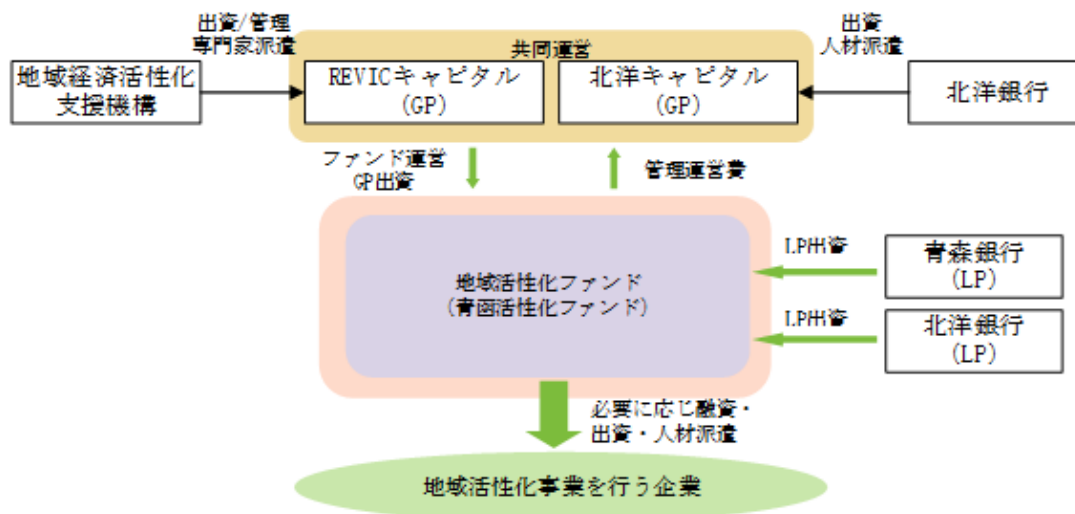 出資/管理
専門家派遣
共同運営
出資
人材派遣
地域経済活性化
支援機構
REVICキャピタル
(GP)
北洋キャピタル
(GP)
北洋銀行
ファンド運営
GP出資
管理運営費
地域活性化ファンド
(青函活性化ファンド)
LP出資
青森銀行
(LP)
LP出資
北洋銀行
(LP)
必要に応じ融資・
出資・人材派遣
地域活性化事業を行う企業